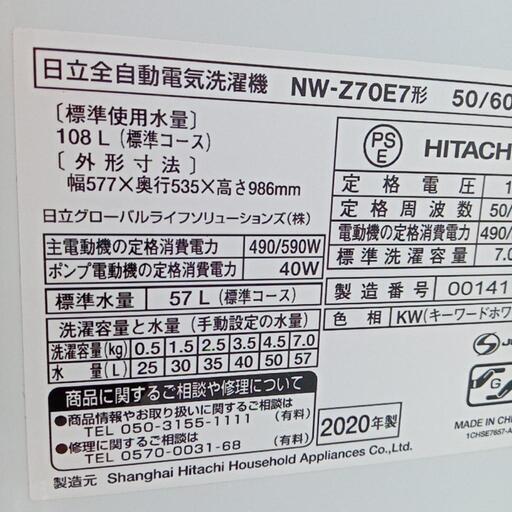 日立全自動電気洗濯機 NW-Z70E7形 50/60
〔標準使用水量〕
108L（標準コース）
〔外形寸法〕
幅577×奥行535×高さ986mm
日立グローバルライフソリューションズ（株）
主電動機の定格消費電力 490/590W
ポンプ電動機の定格消費電力 40W
標準水量 57L（標準コース）
洗濯容量と水量（手動設定の水量）
洗濯容量(kg) 0.5 1.5 2.5 3.5 4.5 7.0
水量(L) 25 30 35 40 50 57
商品に関するご相談や修理について
●商品情報やお取り扱いに関するご相談は
TEL 050-3155-1111（有料）
●修理に関するご相談は
TEL 0570-0031-68（有料）
2020年製
製造元 Shanghai Hitachi Household Appliances Co.,Ltd.
PS
E
HITACH
定格電圧 1
定格周波数 50/
電動機の定格消費電力 490/
標準洗濯容量 7.0
製造番号 00141
色相 KW(キーワードホワ
S J
G
MADE IN CH
1CHSE7657-A